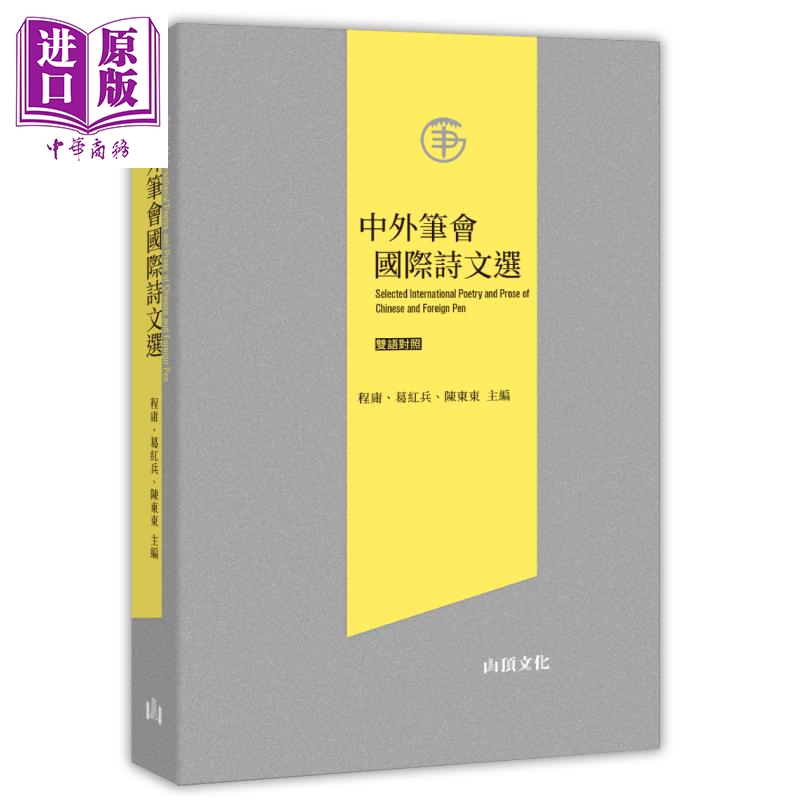 进口
原版
中華商務
中外筆會
國際詩文選
Selected International Poetry and Prose of
Chinese and Foreign Pen
雙語對照
程庸、葛紅兵、陳東東 主編
山頂文化
外筆會國際詩文選
程庸、葛紅兵、陳東東 主編